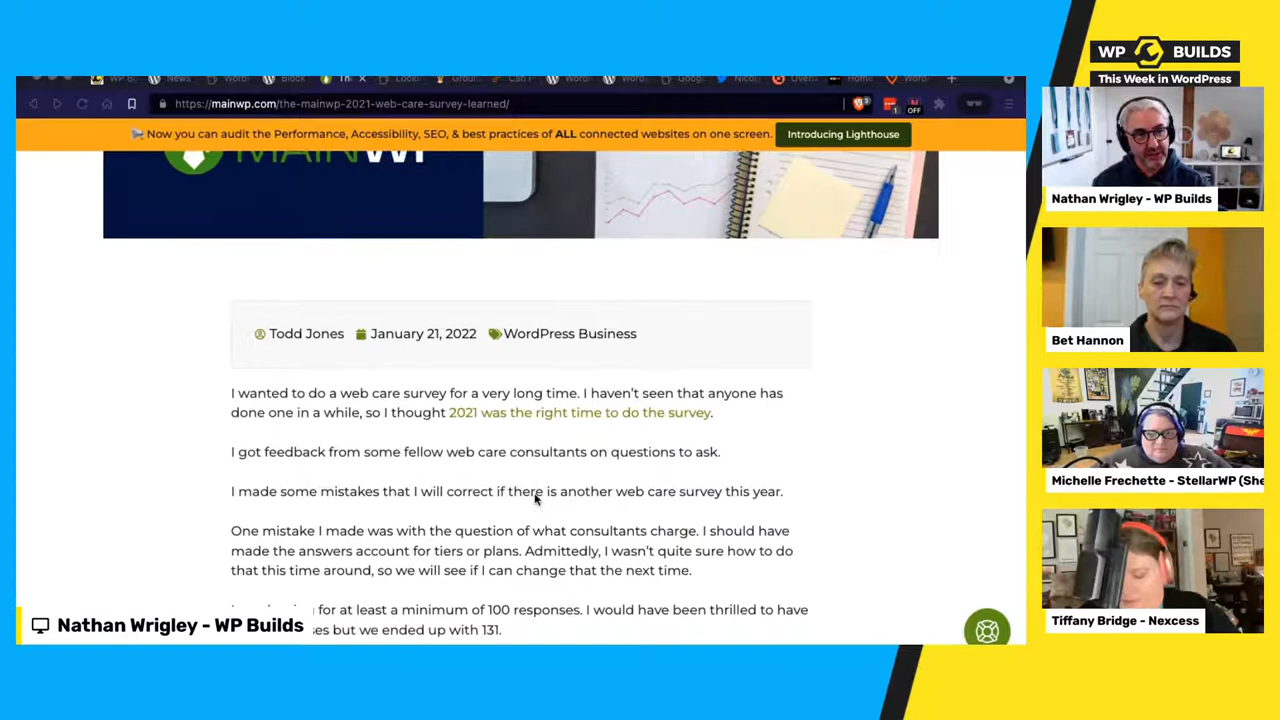 WP BUILDS
This Week in WordPress
https://mainwp.com/the-mainwp-2021-web-care-survey-learned/
OFF
Now you can audit the Performance, Accessibility, SEO, & best practices of ALL connected websites on one screen.
Introducing Lighthouse
MAINWP
Todd Jones
January 21, 2022
WordPress Business
I wanted to do a web care survey for a very long time. I haven't seen that anyone has
done one in a while, so I thought 2021 was the right time to do the survey.
I got feedback from some fellow web care consultants on questions to ask.
I made some mistakes that I will correct if there is another web care survey this year.
One mistake I made was with the question of what consultants charge. I should have
made the answers account for tiers or plans. Admittedly, I wasn't quite sure how to do
that this time around, so we will see if I can change that the next time.
for at least a minimum of 100 responses. I would have been thrilled to have
but we ended up with 131.
Nathan Wrigley - WP Builds
Nathan Wrigley - WP Builds
Bet Hannon
Michelle Frechette - StellarWP (She
Tiffany Bridge - Nexcess